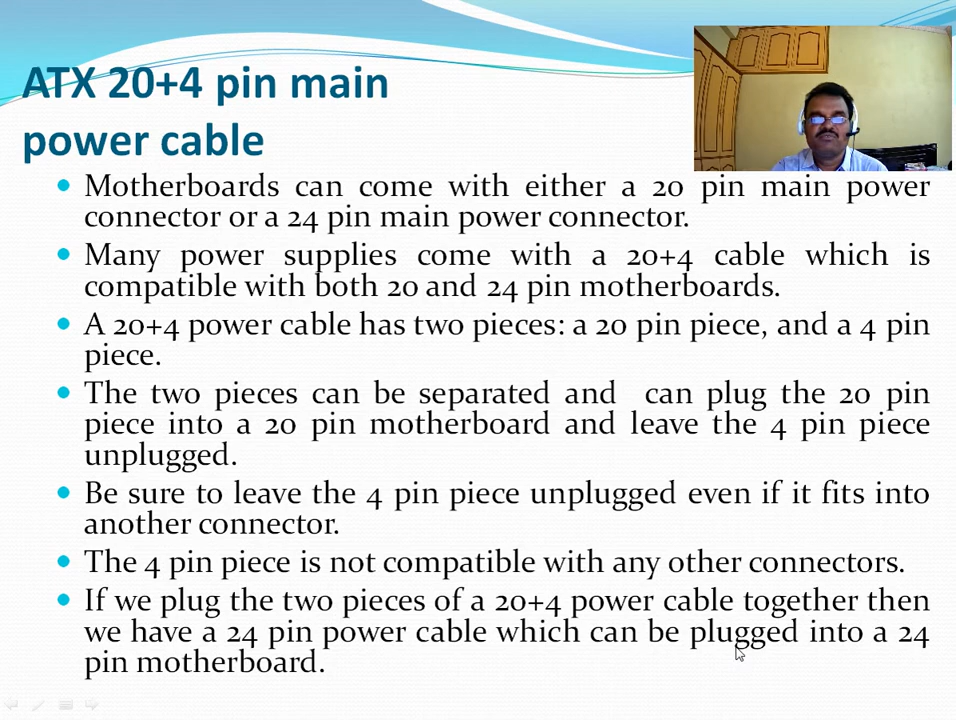 ATX 20+4 pin main
power cable
Motherboards can come with either a 20 pin main power
connector or a 24 pin main power connector.
Many power supplies come with a 20+4 cable which is
compatible with both 20 and 24 pin motherboards.
A 20+4 power cable has two pieces: a 20 pin piece, and a 4 pin
piece.
The two pieces can be separated and can plug the 20 pin
piece into a 20 pin motherboard and leave the 4 pin piece
unplugged.
Be sure to leave the 4 pin piece unplugged even if it fits into
another connector.
The 4 pin piece is not compatible with any other connectors.
If we plug the two pieces of a 20+4 power cable together then
we have a 24 pin power cable which can be plugged into a 24
pin motherboard.